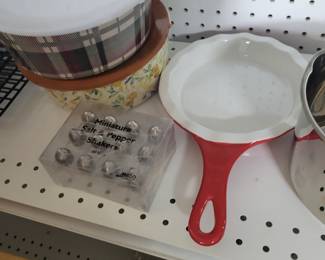 Miniature
Salt & Pepper
Shakers